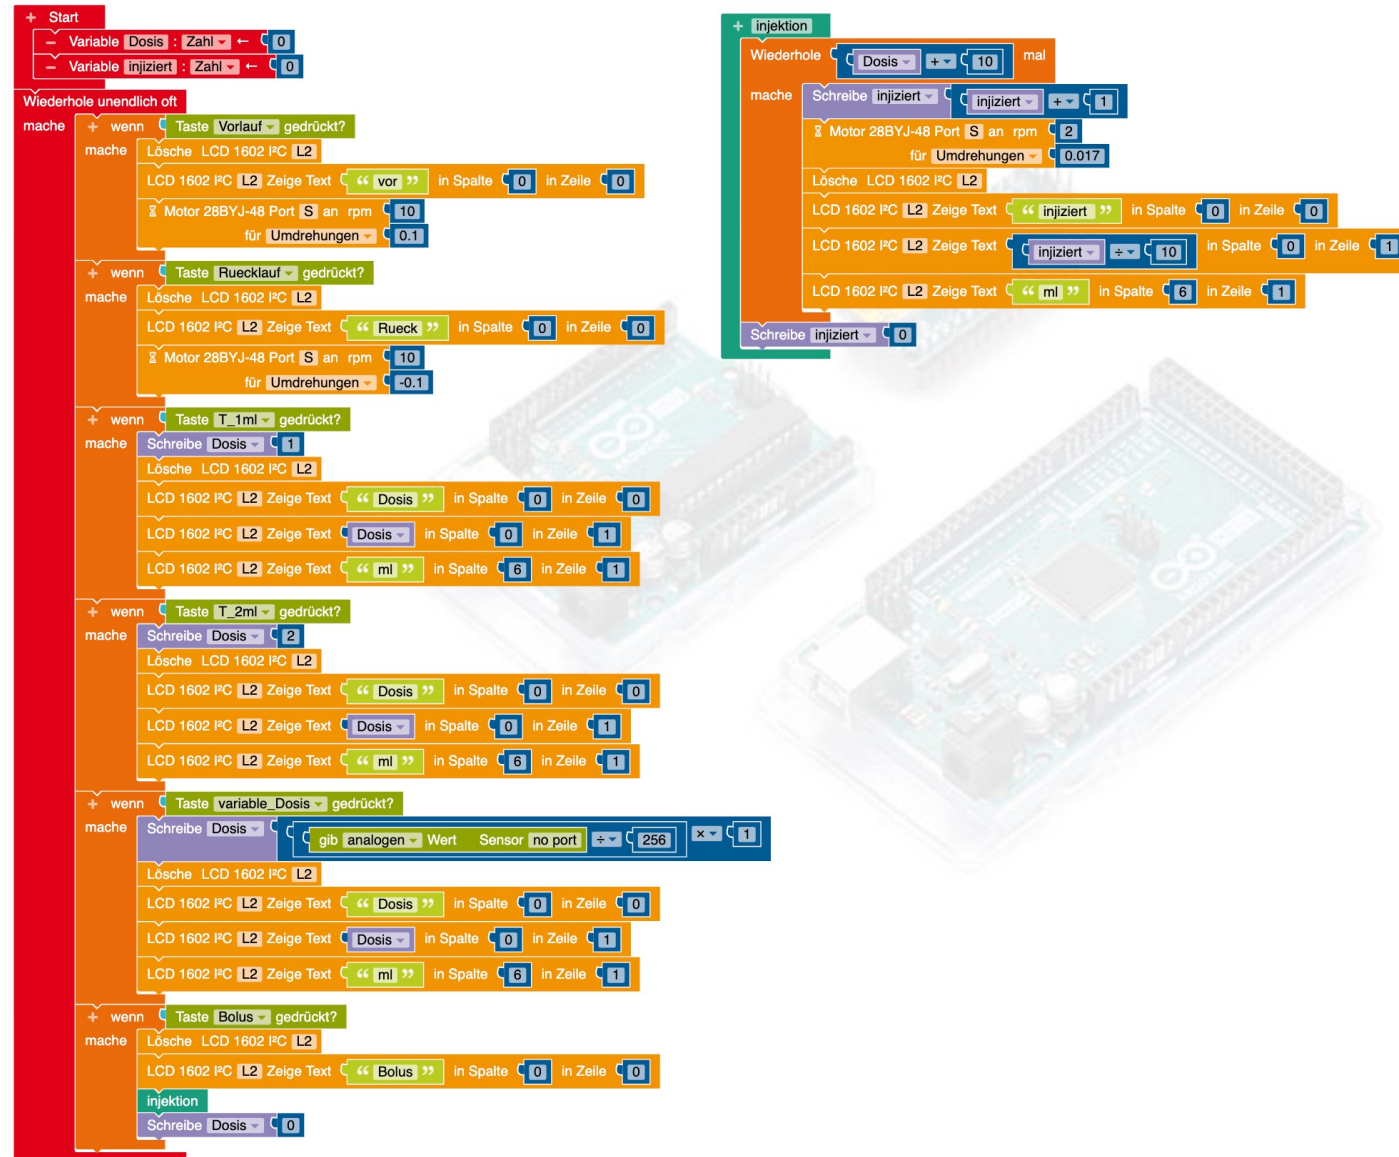 + Start
– Variable Dosis : Zahl ← 0
– Variable injiziert : Zahl ← 0
Wiederhole unendlich oft
mache + wenn Taste Vorlauf gedrückt?
mache Lösche LCD 1602 I²C L2
LCD 1602 I²C L2 Zeige Text “ vor ” in Spalte 0 in Zeile 0
Motor 28BYJ-48 Port S an rpm 10
für Umdrehungen 0.1
+ wenn Taste Ruecklauf gedrückt?
mache Lösche LCD 1602 I²C L2
LCD 1602 I²C L2 Zeige Text “ Rueck ” in Spalte 0 in Zeile 0
Motor 28BYJ-48 Port S an rpm 10
für Umdrehungen -0.1
+ wenn Taste T_1ml gedrückt?
mache Schreibe Dosis 1
Lösche LCD 1602 I²C L2
LCD 1602 I²C L2 Zeige Text “ Dosis ” in Spalte 0 in Zeile 0
LCD 1602 I²C L2 Zeige Text Dosis in Spalte 0 in Zeile 1
LCD 1602 I²C L2 Zeige Text “ ml ” in Spalte 6 in Zeile 1
+ wenn Taste T_2ml gedrückt?
mache Schreibe Dosis 2
Lösche LCD 1602 I²C L2
LCD 1602 I²C L2 Zeige Text “ Dosis ” in Spalte 0 in Zeile 0
LCD 1602 I²C L2 Zeige Text Dosis in Spalte 0 in Zeile 1
LCD 1602 I²C L2 Zeige Text “ ml ” in Spalte 6 in Zeile 1
+ wenn Taste variable_Dosis gedrückt?
mache Schreibe Dosis gib analogen Wert Sensor no port ÷ 256 × 1
Lösche LCD 1602 I²C L2
LCD 1602 I²C L2 Zeige Text “ Dosis ” in Spalte 0 in Zeile 0
LCD 1602 I²C L2 Zeige Text Dosis in Spalte 0 in Zeile 1
LCD 1602 I²C L2 Zeige Text “ ml ” in Spalte 6 in Zeile 1
+ wenn Taste Bolus gedrückt?
mache Lösche LCD 1602 I²C L2
LCD 1602 I²C L2 Zeige Text “ Bolus ” in Spalte 0 in Zeile 0
injektion
Schreibe Dosis 0
+ injektion
Wiederhole Dosis + 10 mal
mache Schreibe injiziert injiziert + 1
Motor 28BYJ-48 Port S an rpm 2
für Umdrehungen 0.017
Lösche LCD 1602 I²C L2
LCD 1602 I²C L2 Zeige Text “ injiziert ” in Spalte 0 in Zeile 0
LCD 1602 I²C L2 Zeige Text injiziert ÷ 10 in Spalte 0 in Zeile 1
LCD 1602 I²C L2 Zeige Text “ ml ” in Spalte 6 in Zeile 1
Schreibe injiziert 0